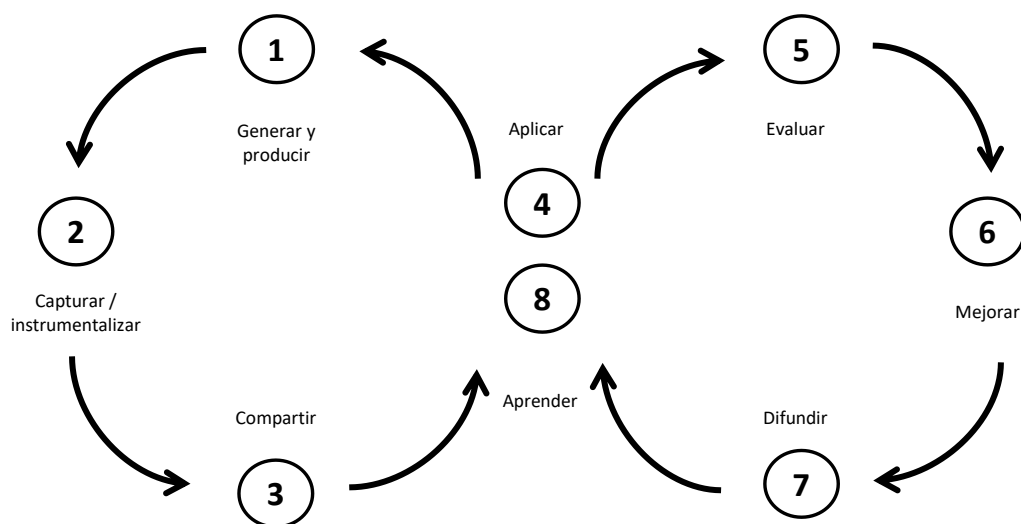 1
Generar y
producir
2
Capturar /
instrumentalizar
3
Compartir
Aplicar
4
8
Aprender
5
Evaluar
6
Mejorar
Difundir
7